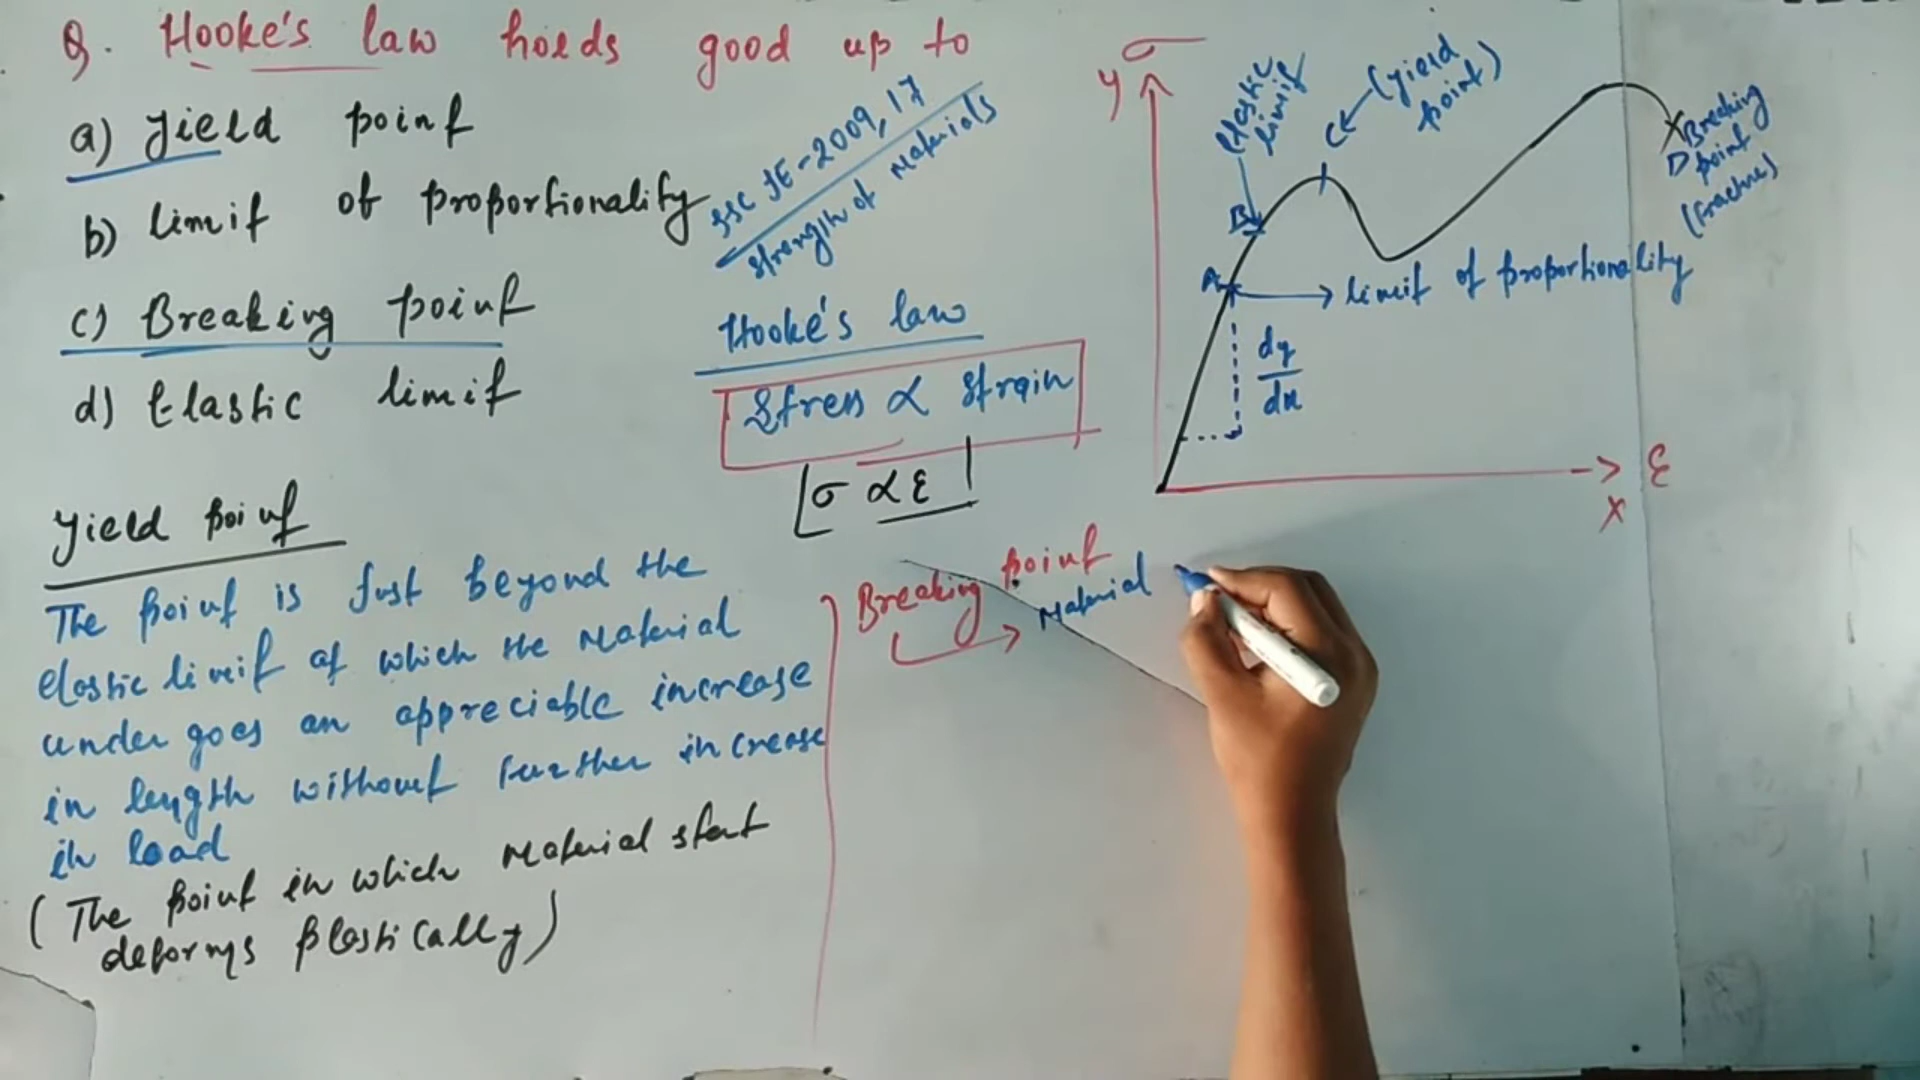 Q. Hooke's law holds good up to
a) Yield point
b) limit of proportionality
c) Breaking point
d) Elastic limit
SSC JE-2009, 17
Strength of Materials
Hooke's law
Stress ∝ Strain
σ ∝ ε
Yield point
The point is just beyond the
elastic limit at which the material
under goes an appreciable increase
in length without further increase
in load
(The point in which material start
deforms plastically)
Breaking point
Material
y σ
Elastic
limit
C (yield
point)
B
A → limit of proportionality
dy
dx
Breaking
D point
(fracture)
ε
x